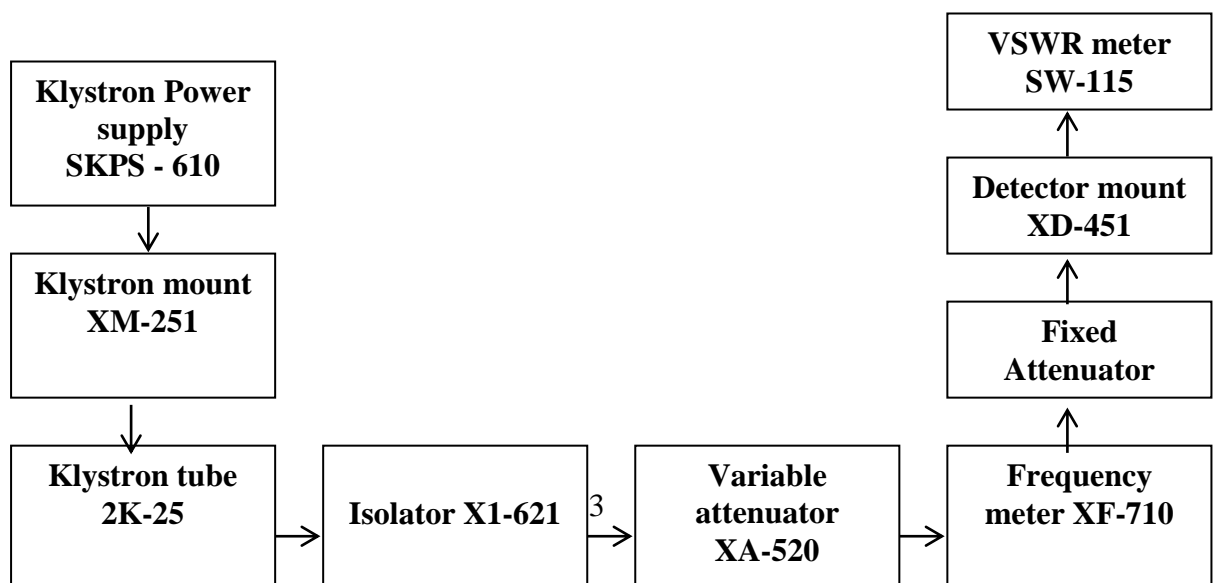 Klystron Power
supply
SKPS - 610
Klystron mount
XM-251
Klystron tube
2K-25
Isolator X1-621
3
Variable
attenuator
XA-520
Frequency
meter XF-710
Fixed
Attenuator
Detector mount
XD-451
VSWR meter
SW-115